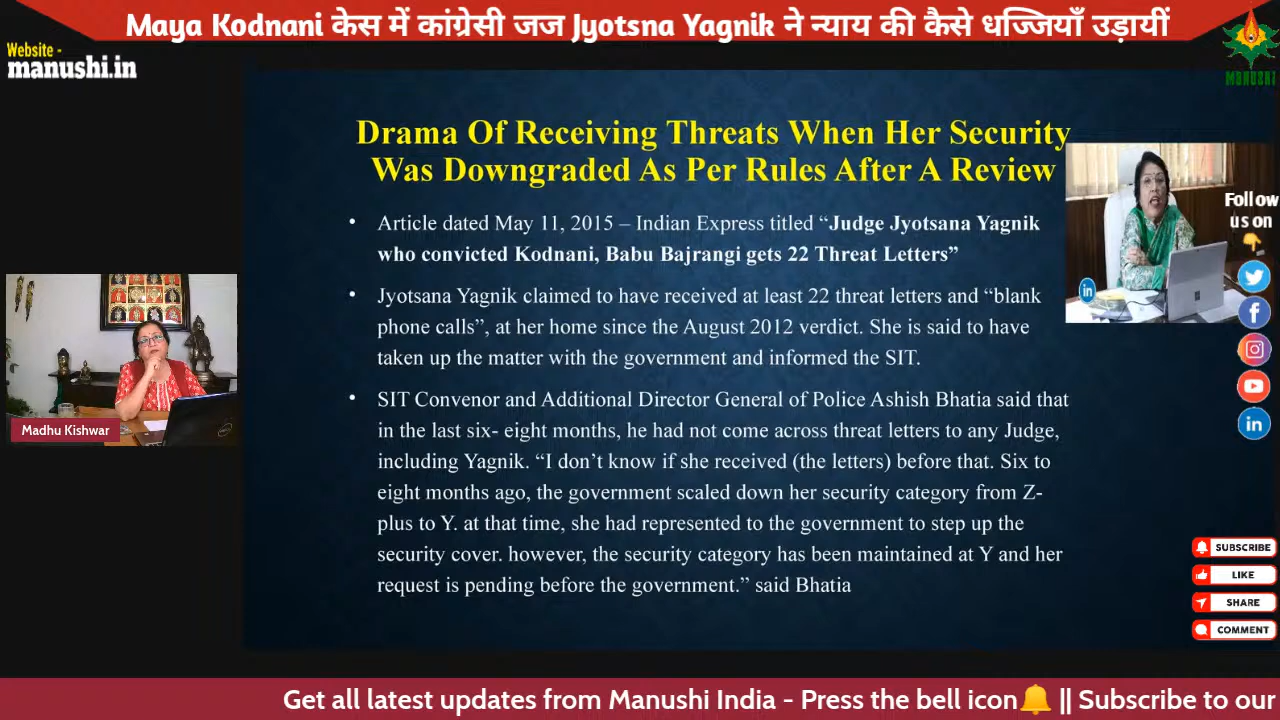 Maya Kodnani केस में कांग्रेसी जज Jyotsna Yagnik ने न्याय की कैसे धज्जियाँ उड़ायीं
Website -
manushi.in
MANUSHI
Drama Of Receiving Threats When Her Security
Was Downgraded As Per Rules After A Review
• Article dated May 11, 2015 – Indian Express titled “Judge Jyotsana Yagnik
who convicted Kodnani, Babu Bajrangi gets 22 Threat Letters”
• Jyotsana Yagnik claimed to have received at least 22 threat letters and “blank
phone calls”, at her home since the August 2012 verdict. She is said to have
taken up the matter with the government and informed the SIT.
• SIT Convenor and Additional Director General of Police Ashish Bhatia said that
in the last six- eight months, he had not come across threat letters to any Judge,
including Yagnik. “I don’t know if she received (the letters) before that. Six to
eight months ago, the government scaled down her security category from Z-
plus to Y. at that time, she had represented to the government to step up the
security cover. however, the security category has been maintained at Y and her
request is pending before the government.” said Bhatia
Madhu Kishwar
in
Follow
us on
f
in
SUBSCRIBE
LIKE
SHARE
COMMENT
Get all latest updates from Manushi India - Press the bell icon🔔 || Subscribe to our